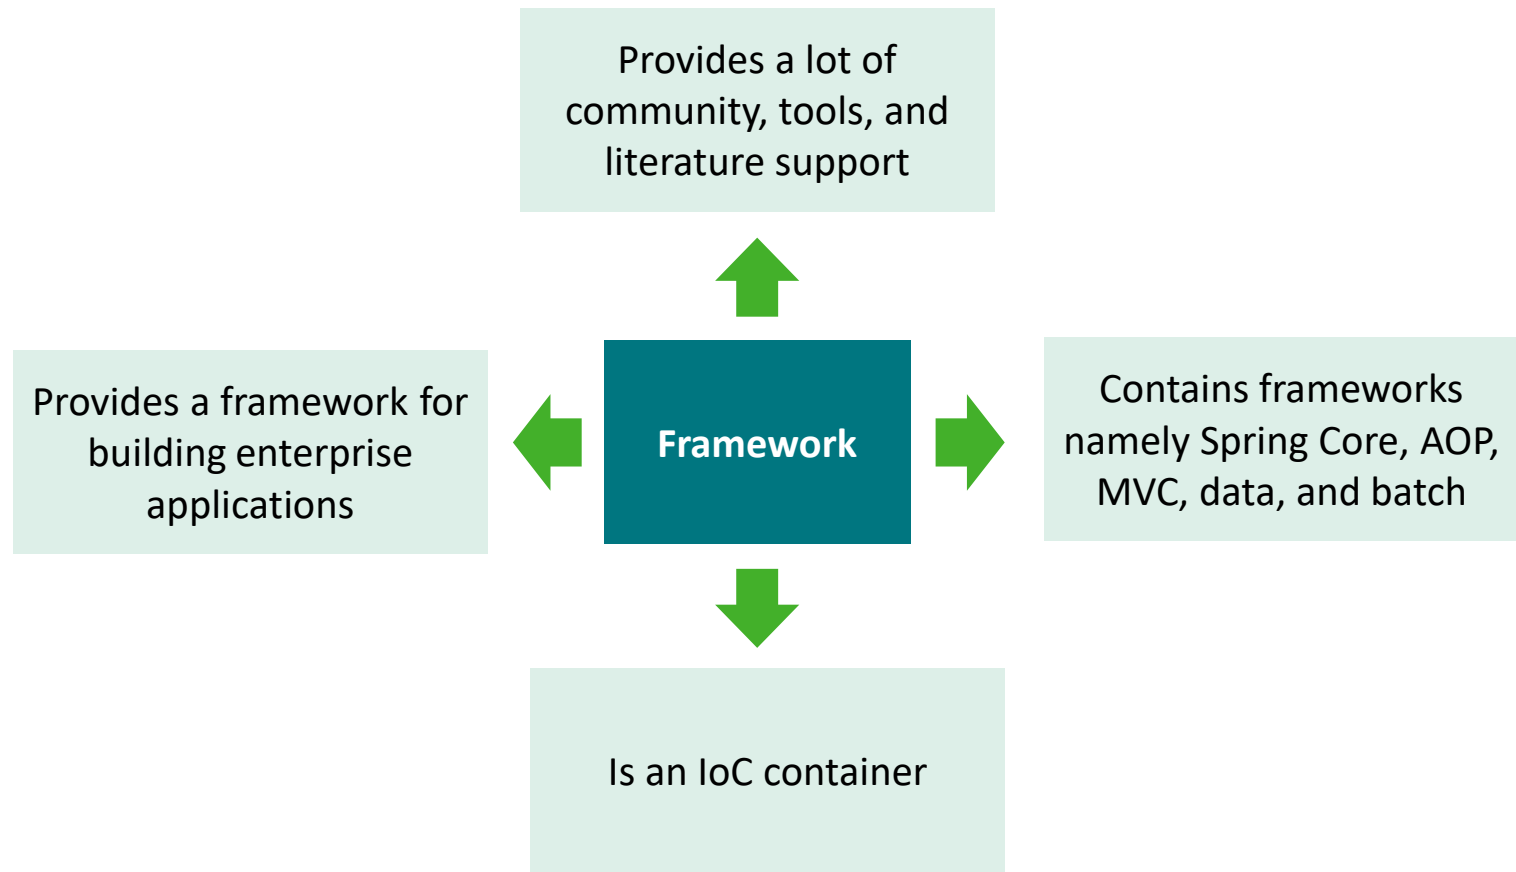 Provides a lot of
community, tools, and
literature support
Provides a framework for
building enterprise
applications
Framework
Contains frameworks
namely Spring Core, AOP,
MVC, data, and batch
Is an IoC container